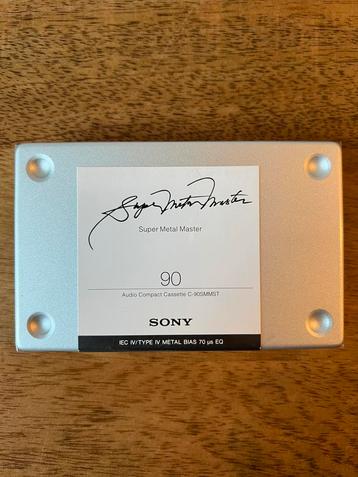 Super Metal Master
Super Metal Master
90
Audio Compact Cassette C-90SMMST
SONY
IEC IV/TYPE IV METAL BIAS 70 µs EQ